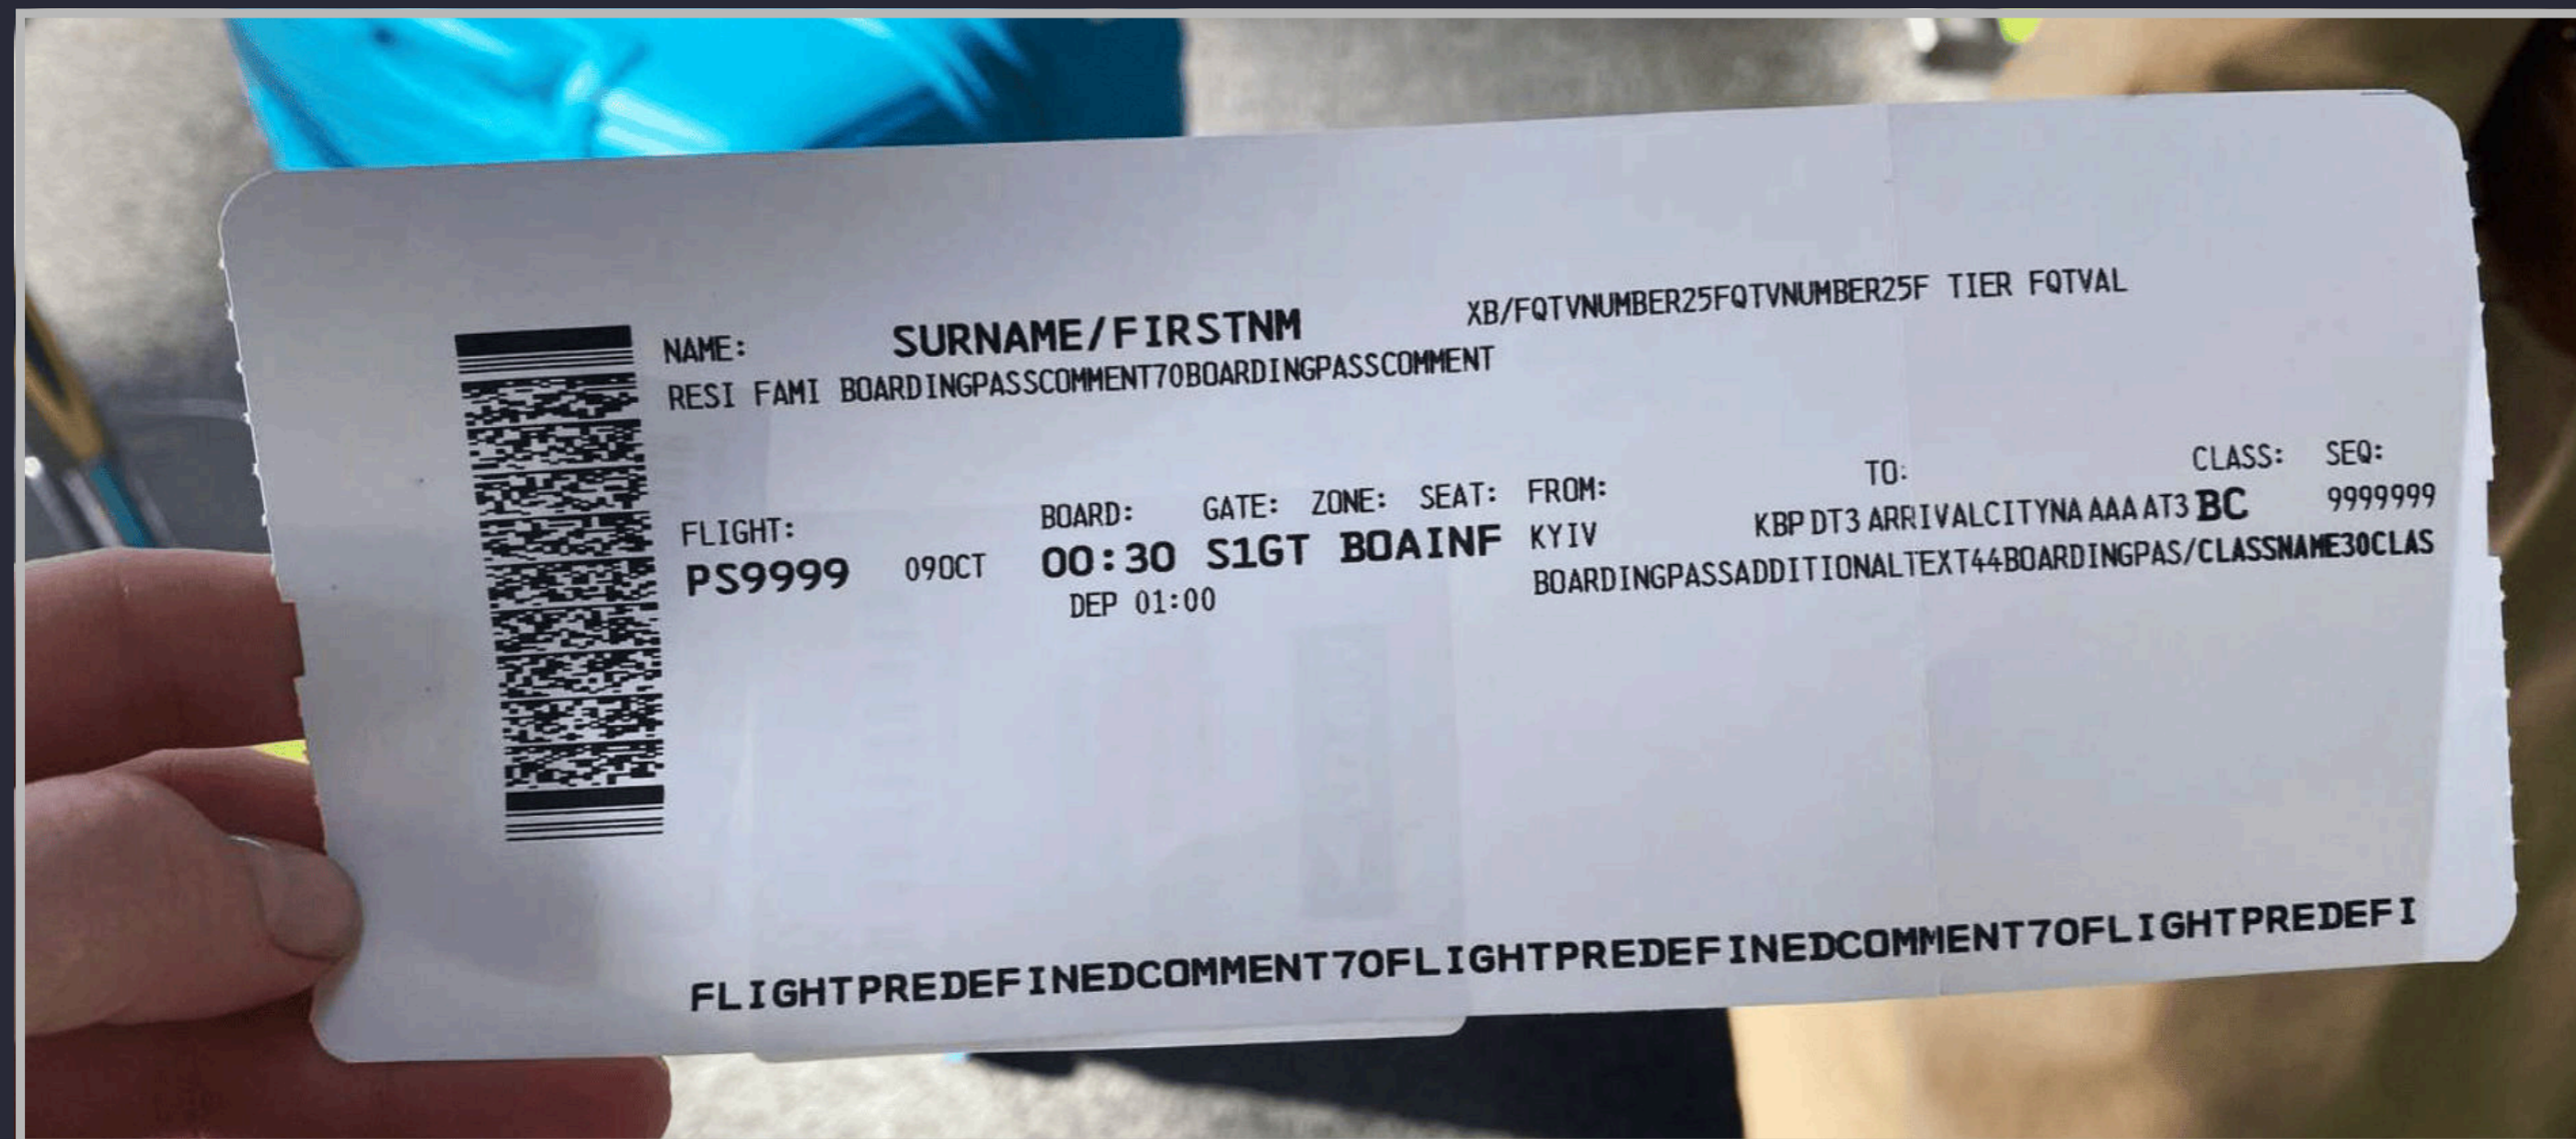 NAME: SURNAME/FIRSTNM XB/FQTVNUMBER25FQTVNUMBER25F TIER FQTVAL
RESI FAMI BOARDINGPASSCOMMENT70BOARDINGPASSCOMMENT
FLIGHT: BOARD: GATE: ZONE: SEAT: FROM: TO: CLASS: SEQ:
PS9999 09OCT 00:30 S1GT BOAINF KYIV KBP DT3 ARRIVALCITYNA AAA AT3 BC 9999999
DEP 01:00 BOARDINGPASSADDITIONALTEXT44BOARDINGPAS/CLASSNAME30CLAS
FLIGHTPREDEFINEDCOMMENT70FLIGHTPREDEFINEDCOMMENT70FLIGHTPREDEFI